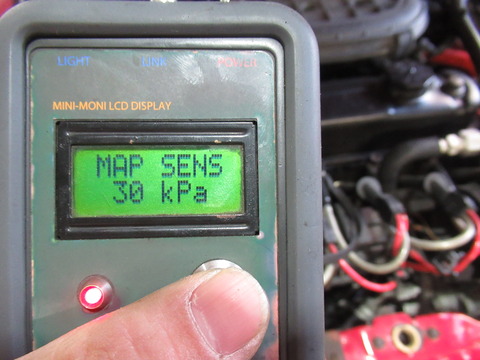 LIGHT LINK POWER
MINI-MONI LCD DISPLAY
MAP SENS
30 kPa